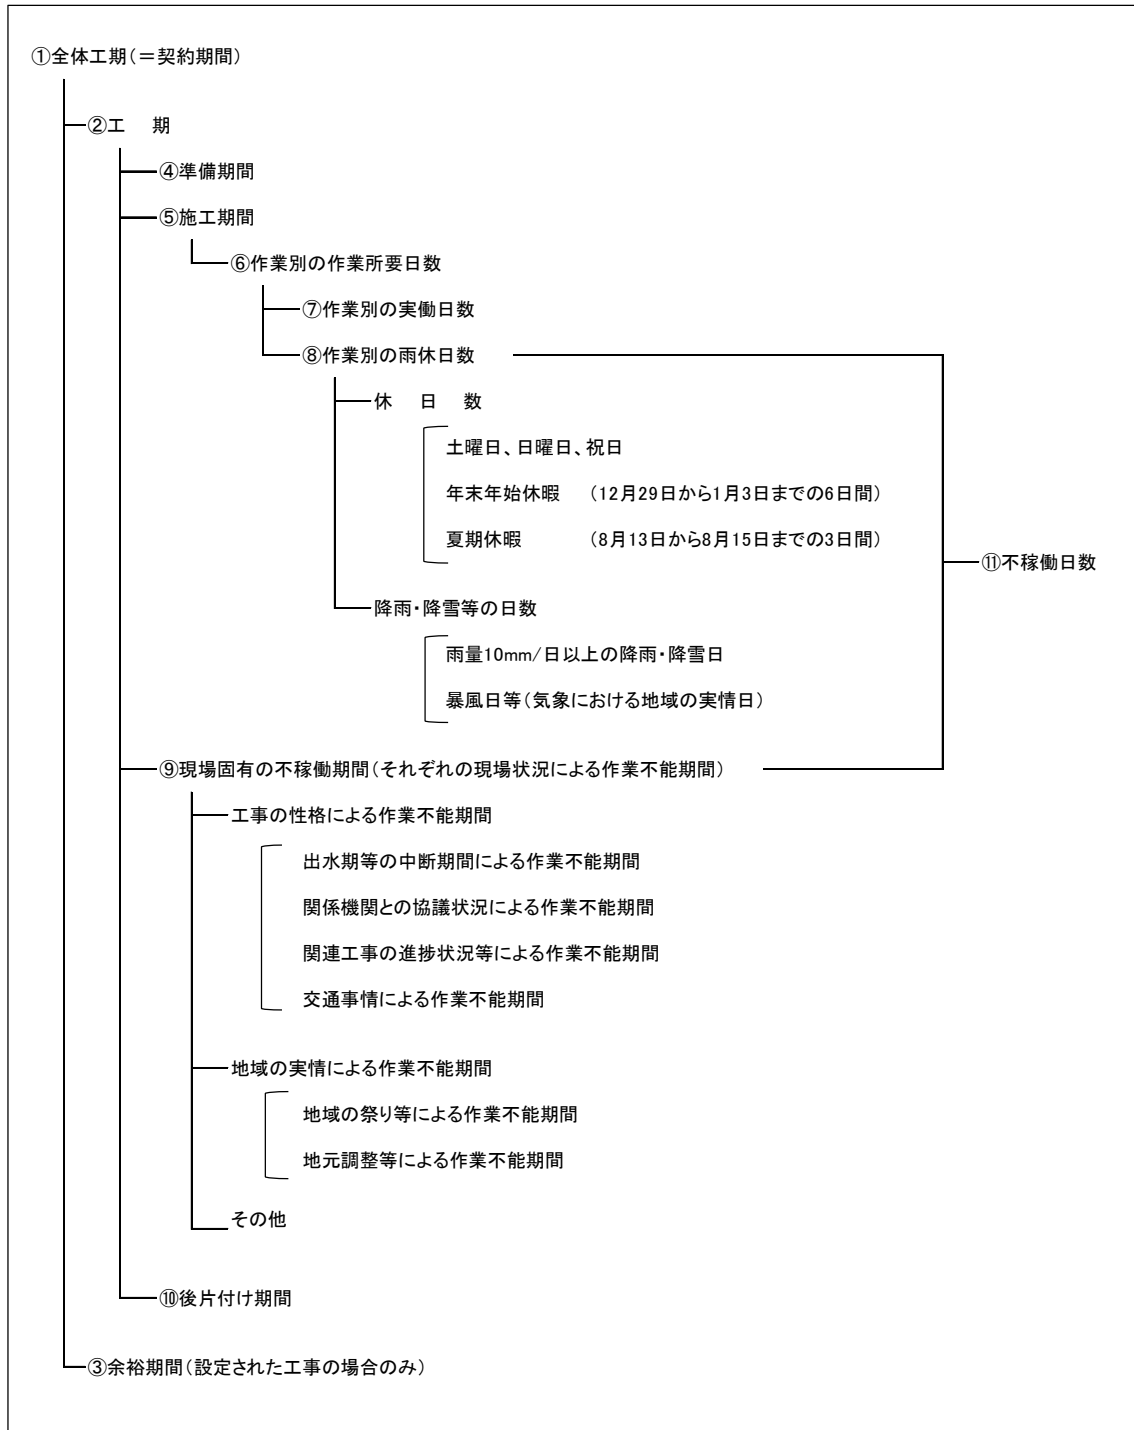 ①全体工期(=契約期間)
②工　期
④準備期間
⑤施工期間
⑥作業別の作業所要日数
⑦作業別の実働日数
⑧作業別の雨休日数
休　日　数
土曜日、日曜日、祝日
年末年始休暇　(12月29日から1月3日までの6日間)
夏期休暇　(8月13日から8月15日までの3日間)
⑪不稼働日数
降雨・降雪等の日数
雨量10mm/日以上の降雨・降雪日
暴風日等(気象における地域の実情日)
⑨現場固有の不稼働期間(それぞれの現場状況による作業不能期間)
工事の性格による作業不能期間
出水期等の中断期間による作業不能期間
関係機関との協議状況による作業不能期間
関連工事の進捗状況等による作業不能期間
交通事情による作業不能期間
地域の実情による作業不能期間
地域の祭り等による作業不能期間
地元調整等による作業不能期間
その他
⑩後片付け期間
③余裕期間(設定された工事の場合のみ)